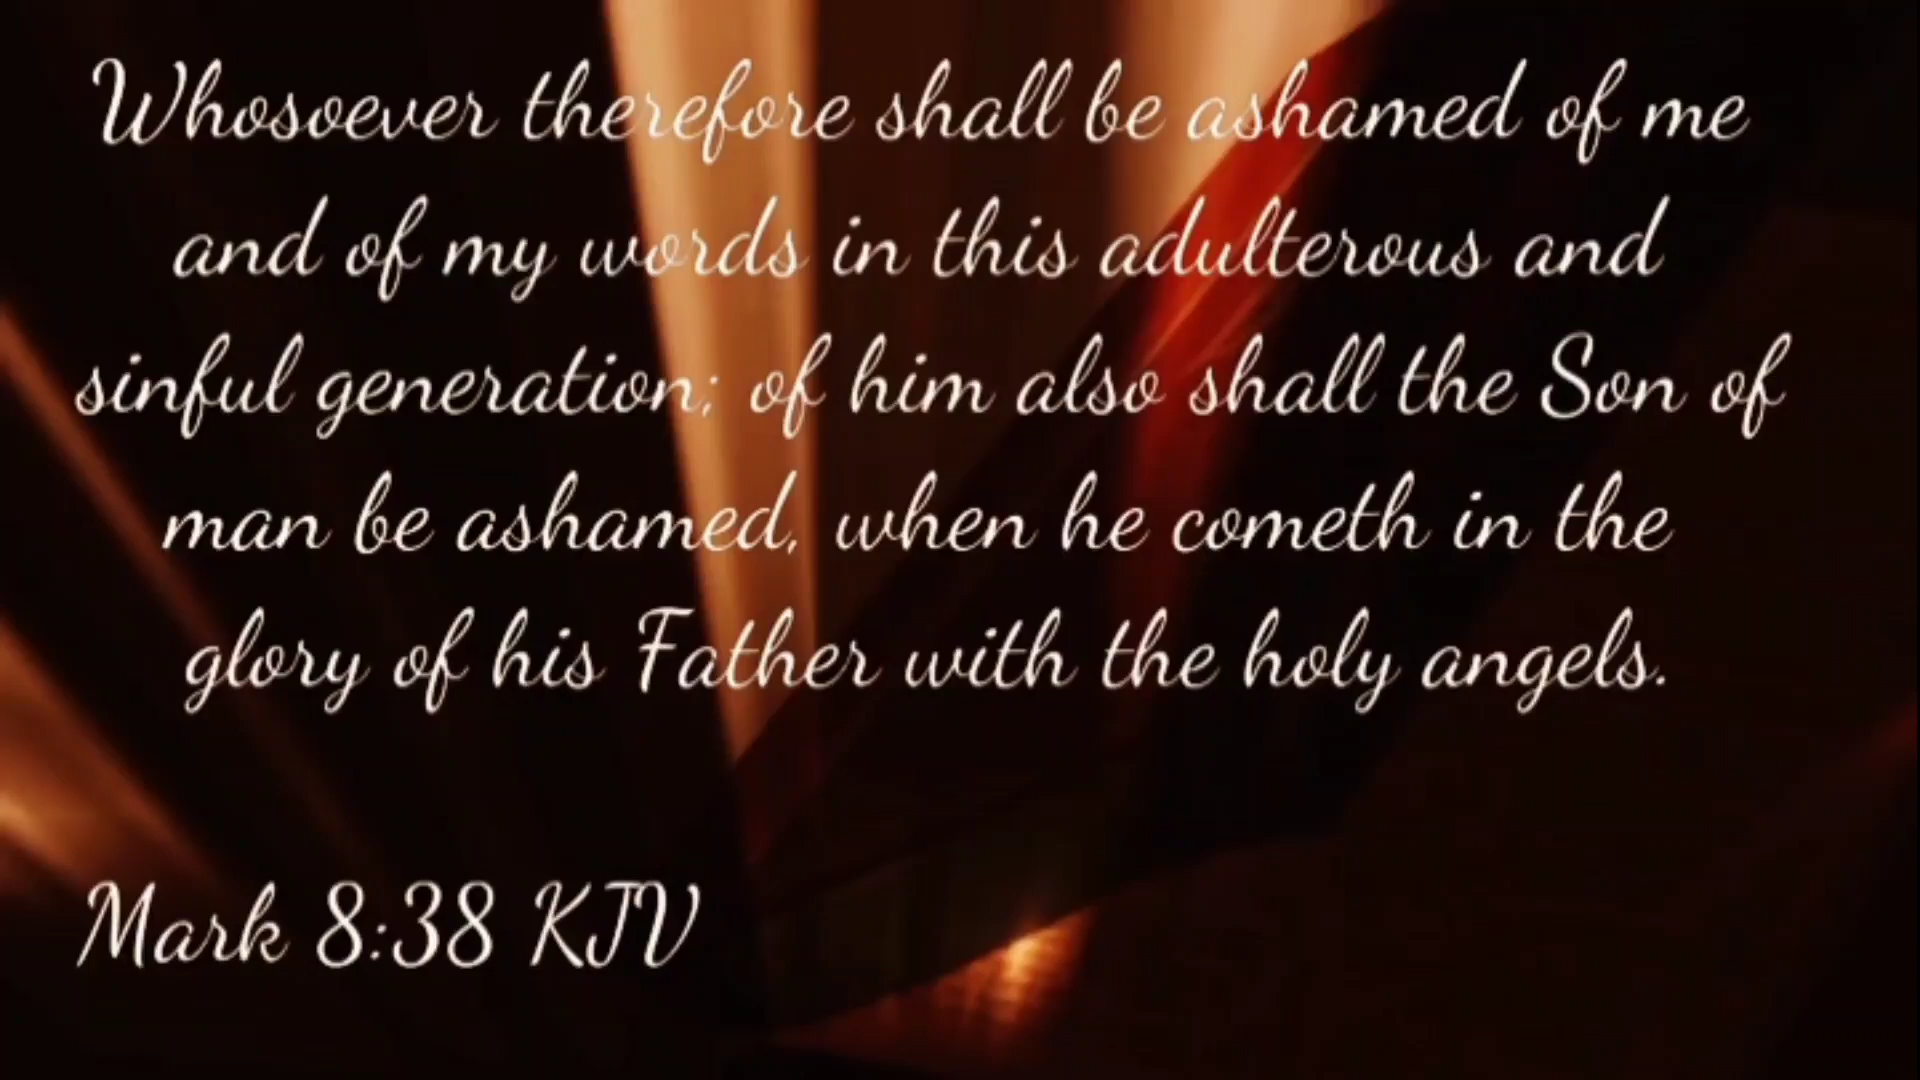 Whosoever therefore shall be ashamed of me
and of my words in this adulterous and
sinful generation; of him also shall the Son of
man be ashamed, when he cometh in the
glory of his Father with the holy angels.
Mark 8:38 KJV